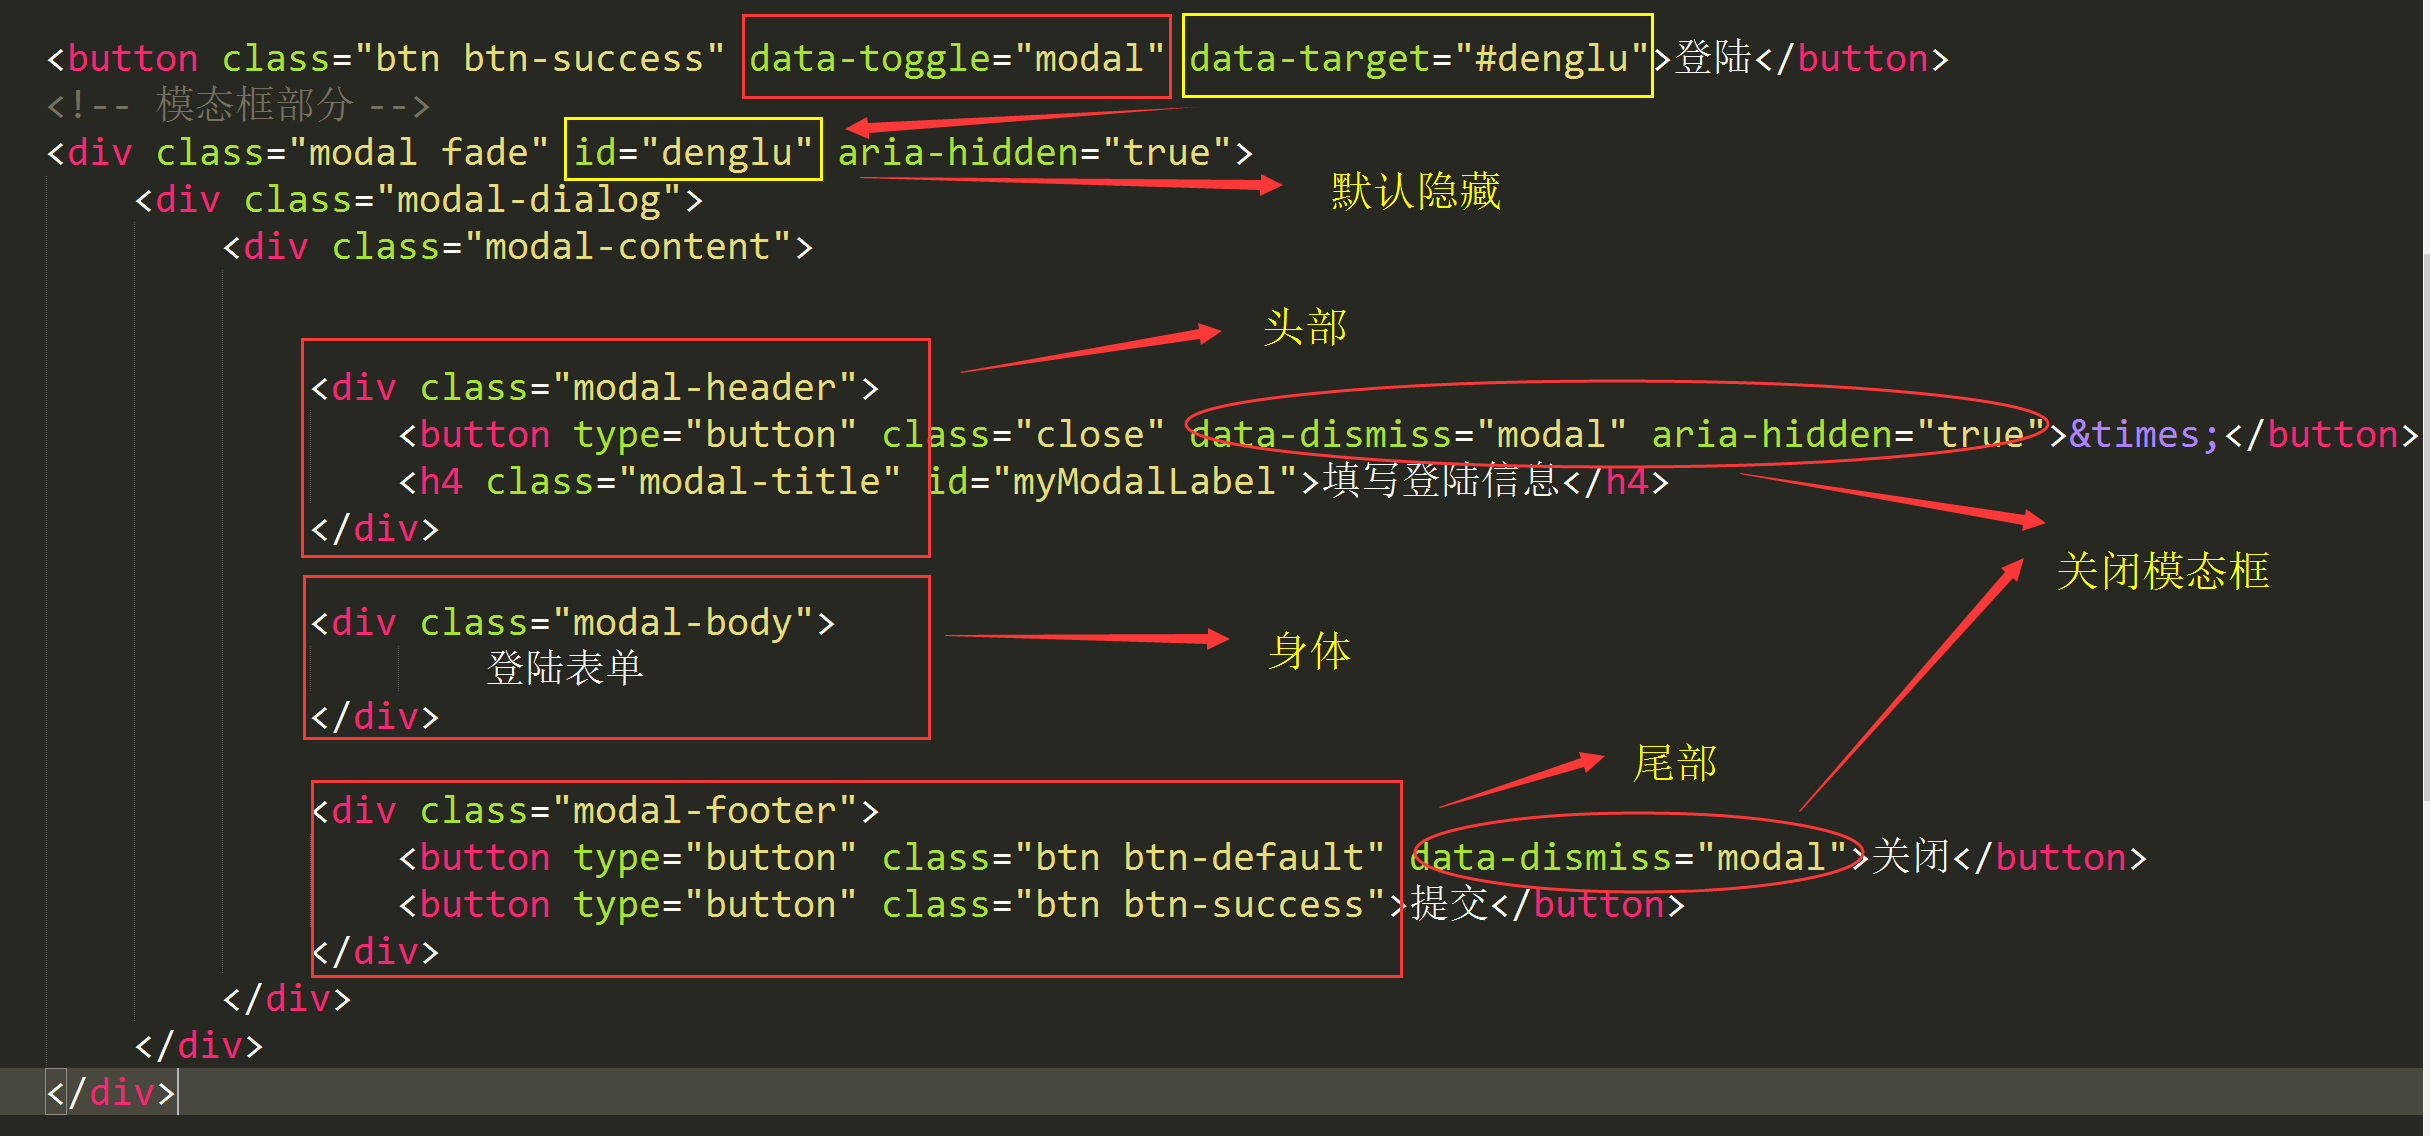 <button class="btn btn-success" data-toggle="modal" data-target="#denglu">登陆</button>
<!-- 模态框部分 -->
<div class="modal fade" id="denglu" aria-hidden="true">
默认隐藏
<div class="modal-dialog">
<div class="modal-content">
头部
<div class="modal-header">
<button type="button" class="close" data-dismiss="modal" aria-hidden="true">&times;</button>
<h4 class="modal-title" id="myModalLabel">填写登陆信息</h4>
</div>
关闭模态框
<div class="modal-body">
身体
登陆表单
</div>
尾部
<div class="modal-footer">
<button type="button" class="btn btn-default" data-dismiss="modal">关闭</button>
<button type="button" class="btn btn-success">提交</button>
</div>
</div>
</div>
</div>